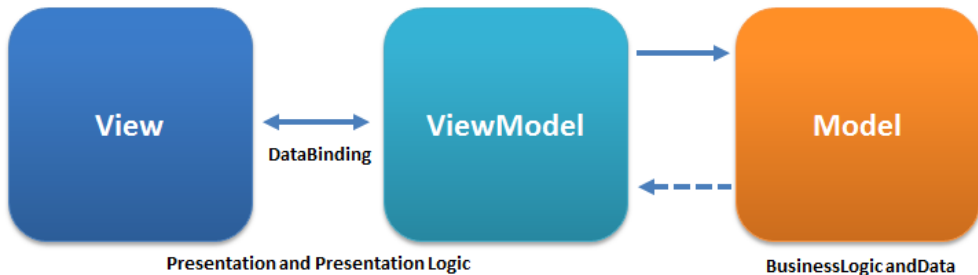 View
ViewModel
Model
DataBinding
Presentation and Presentation Logic
BusinessLogic andData